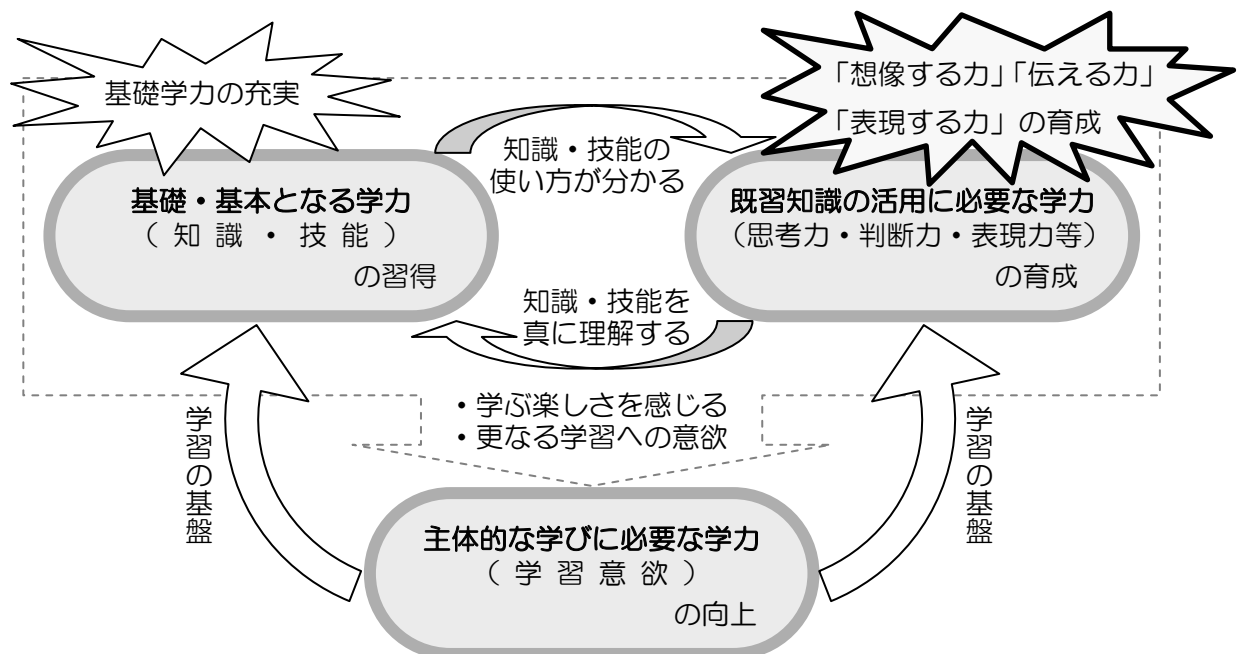 基礎学力の充実
「想像する力」「伝える力」
「表現する力」の育成
知識・技能の
使い方が分かる
基礎・基本となる学力
（知識・技能）
の習得
既習知識の活用に必要な学力
（思考力・判断力・表現力等）
の育成
知識・技能を
真に理解する
・学ぶ楽しさを感じる
・更なる学習への意欲
学習の基盤
学習の基盤
主体的な学びに必要な学力
（学習意欲）
の向上